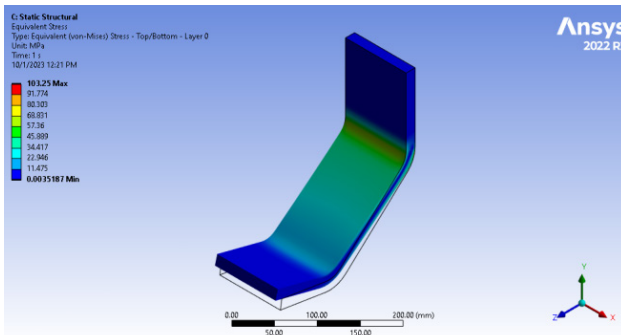 C: Static Structural
Equivalent Stress
Type: Equivalent (von-Mises) Stress - Top/Bottom - Layer 0
Unit: MPa
Time: 1 s
10/1/2023 12:21 PM
103.25 Max
91.774
80.303
68.831
57.36
45.889
34.417
22.946
11.475
0.0035187 Min
Ansys
2022 R
0.00 100.00 200.00 (mm)
50.00 150.00
Y
Z
X